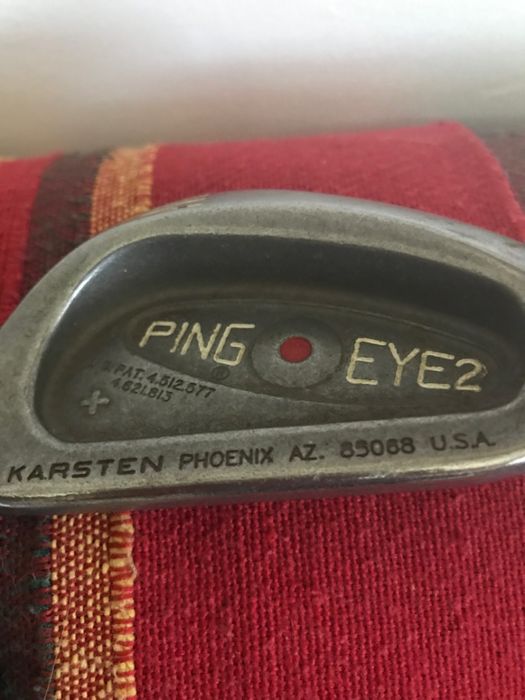 PING EYE2
®
U. PAT. 4,512,577
4,621,813
+
KARSTEN PHOENIX AZ. 85068 U.S.A.